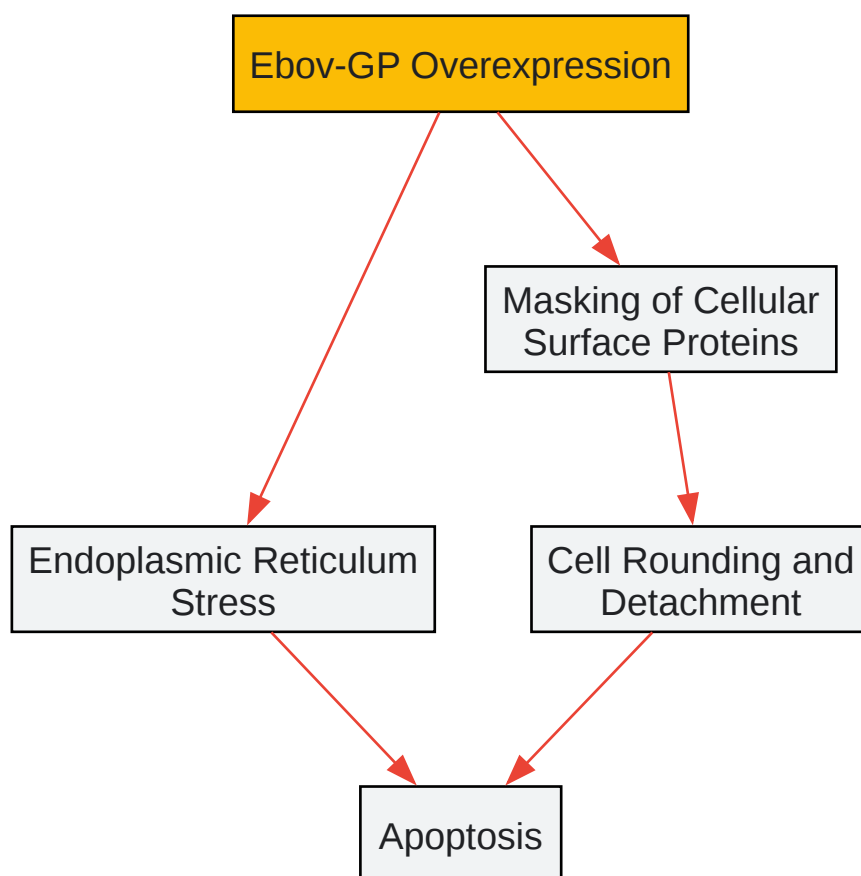 Ebov-GP Overexpression
Masking of Cellular
Surface Proteins
Endoplasmic Reticulum
Stress
Cell Rounding and
Detachment
Apoptosis